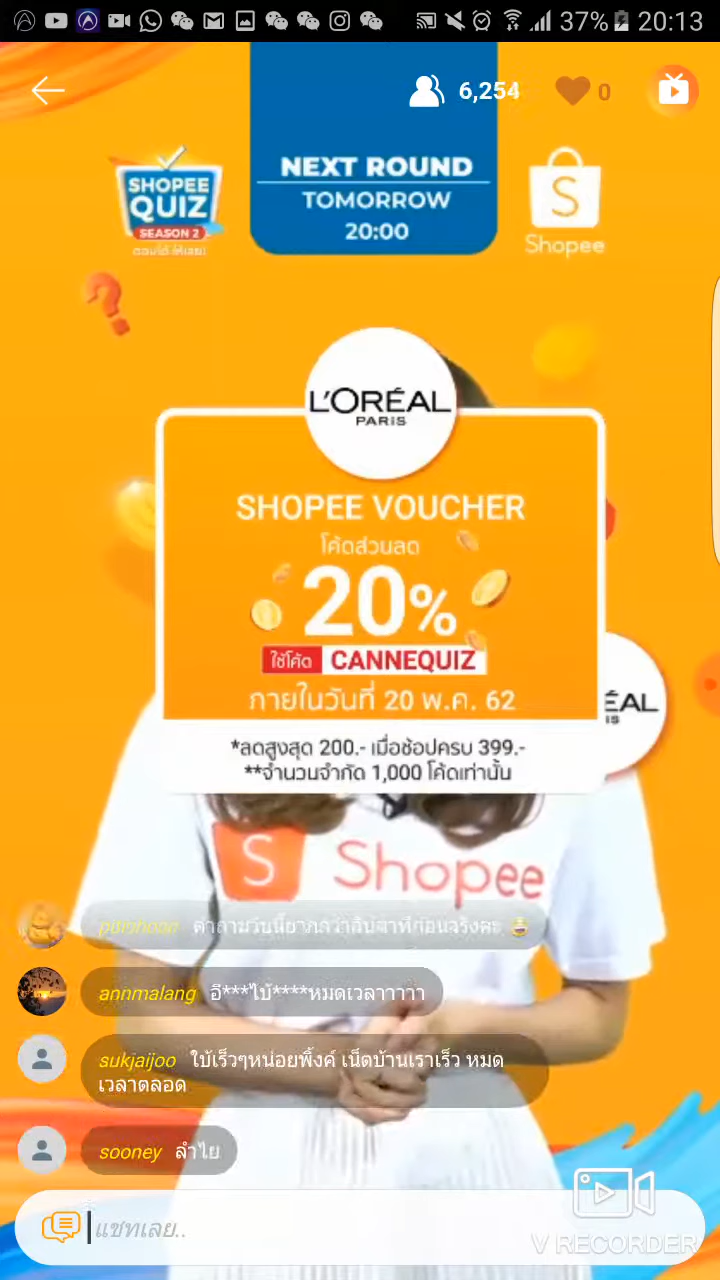 37% 20:13
6,254
0
NEXT ROUND
TOMORROW
20:00
SHOPEE
QUIZ
SEASON 2
Shopee
L'ORÉAL
PARIS
SHOPEE VOUCHER
โค้ดส่วนลด
20%
ใช้โค้ด CANNEQUIZ
ภายในวันที่ 20 พ.ค. 62
ÉAL
IS
*ลดสูงสุด 200.- เมื่อช้อปครบ 399.-
**จำนวนจำกัด 1,000 โค้ดเท่านั้น
Shopee
annmalang อี***ไบ้****หมดเวลาาาาา
sukjaijoo ใบ้เร็วๆหน่อยพิ้งค์ เน็ตบ้านเราเร็ว หมด
เวลาตลอด
sooney ลำไย
แชทเลย..
V RECORDER